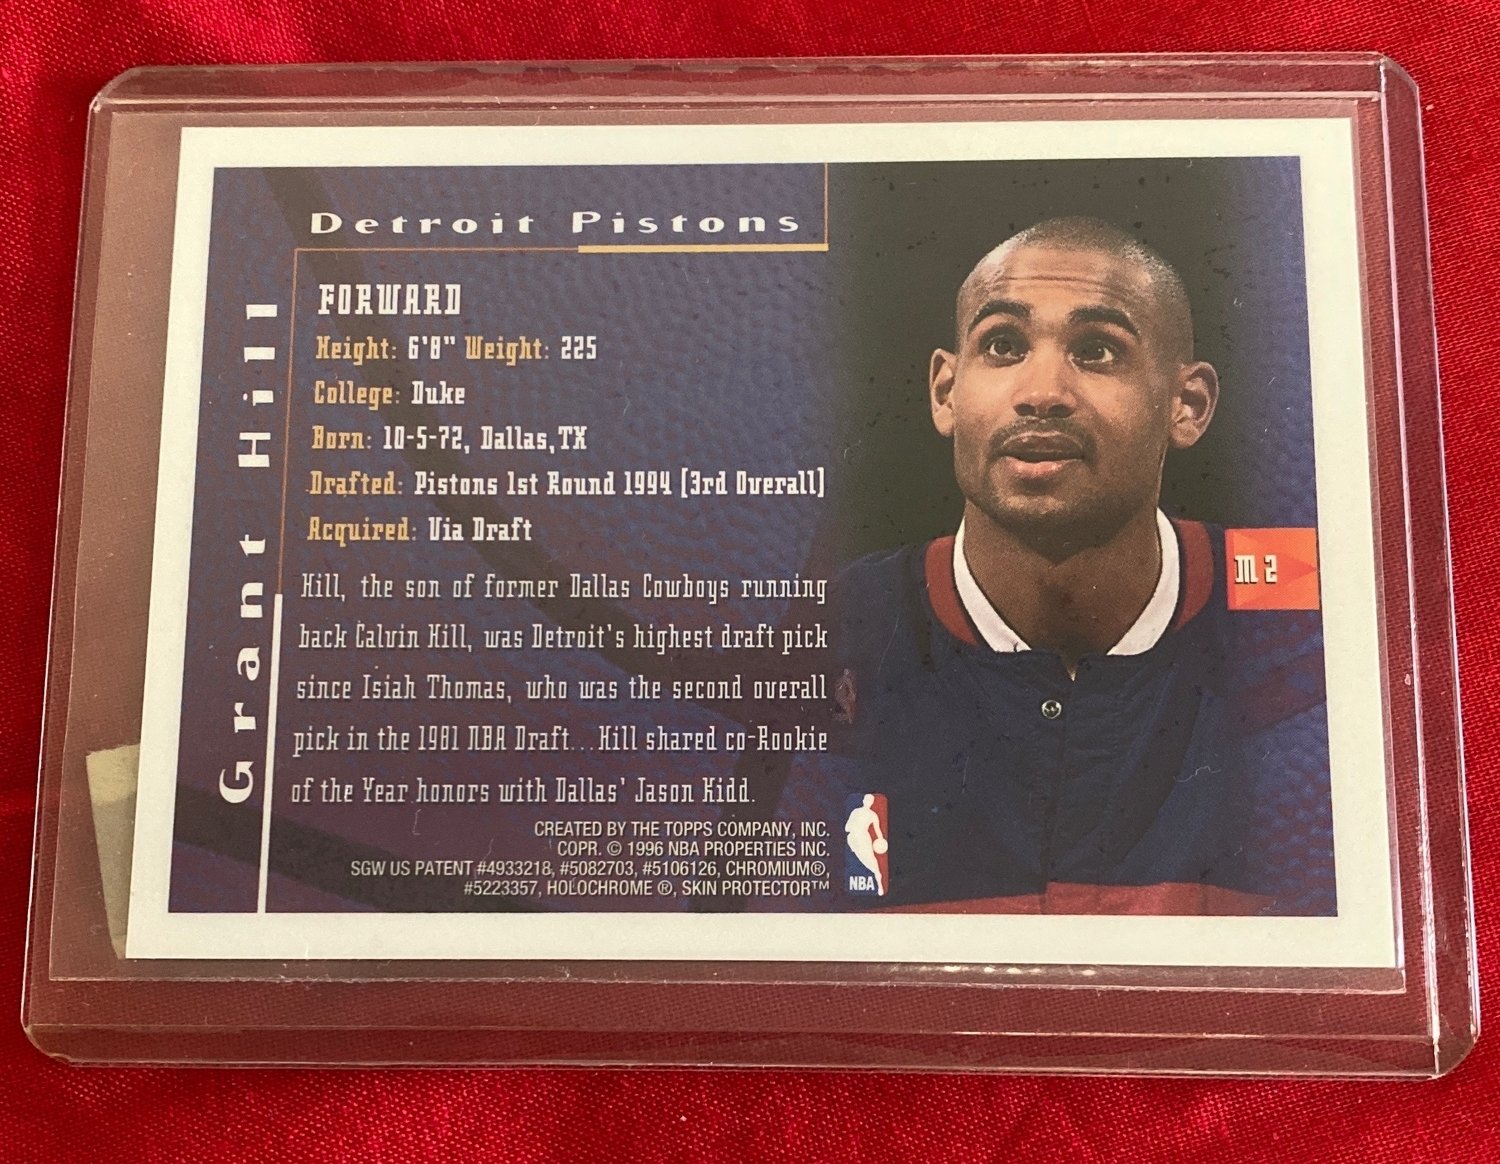 Detroit Pistons
Grant Hill
FORWARD
Height: 6'8" Weight: 225
College: Duke
Born: 10-5-72, Dallas,TX
Drafted: Pistons 1st Round 1994 (3rd Overall)
Acquired: Via Draft
Hill, the son of former Dallas Cowboys running
back Calvin Hill, was Detroit's highest draft pick
since Isiah Thomas, who was the second overall
pick in the 1981 NBA Draft...Hill shared co-Rookie
of the Year honors with Dallas' Jason Kidd.
M 2
CREATED BY THE TOPPS COMPANY, INC.
COPR. © 1996 NBA PROPERTIES INC.
SGW US PATENT #4933218, #5082703, #5106126, CHROMIUM®,
#5223357, HOLOCHROME ®, SKIN PROTECTOR™
NBA